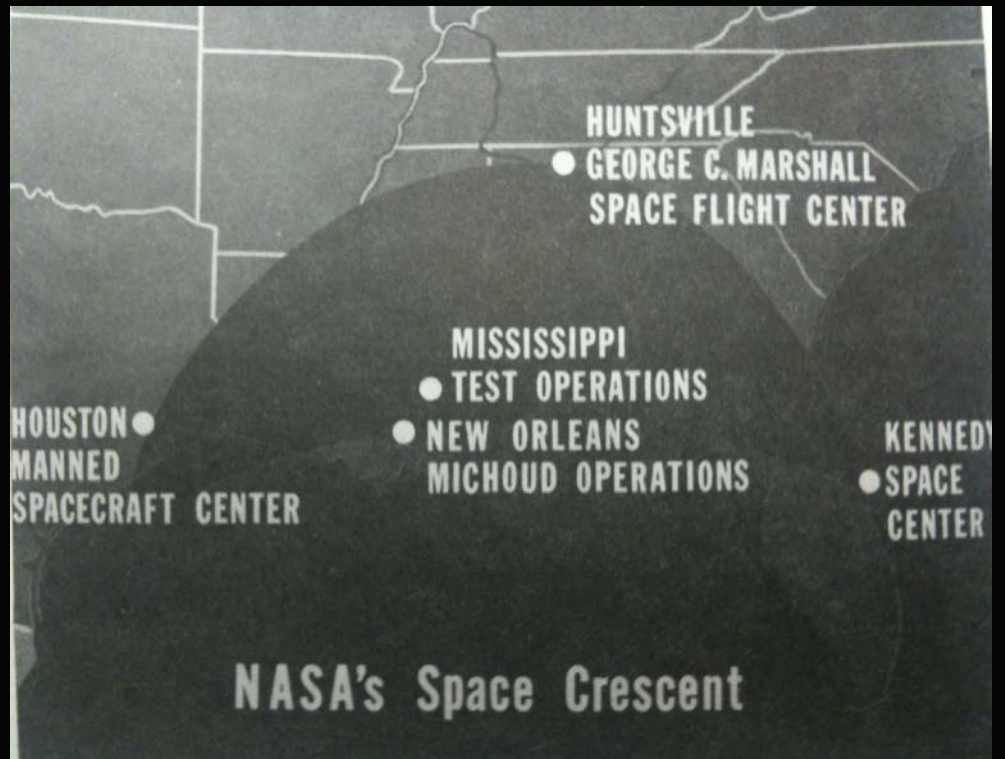 HUNTSVILLE
GEORGE C. MARSHALL
SPACE FLIGHT CENTER
MISSISSIPPI
TEST OPERATIONS
NEW ORLEANS
MICHOUD OPERATIONS
HOUSTON
MANNED
SPACECRAFT CENTER
KENNEDY
SPACE
CENTER
NASA's Space Crescent